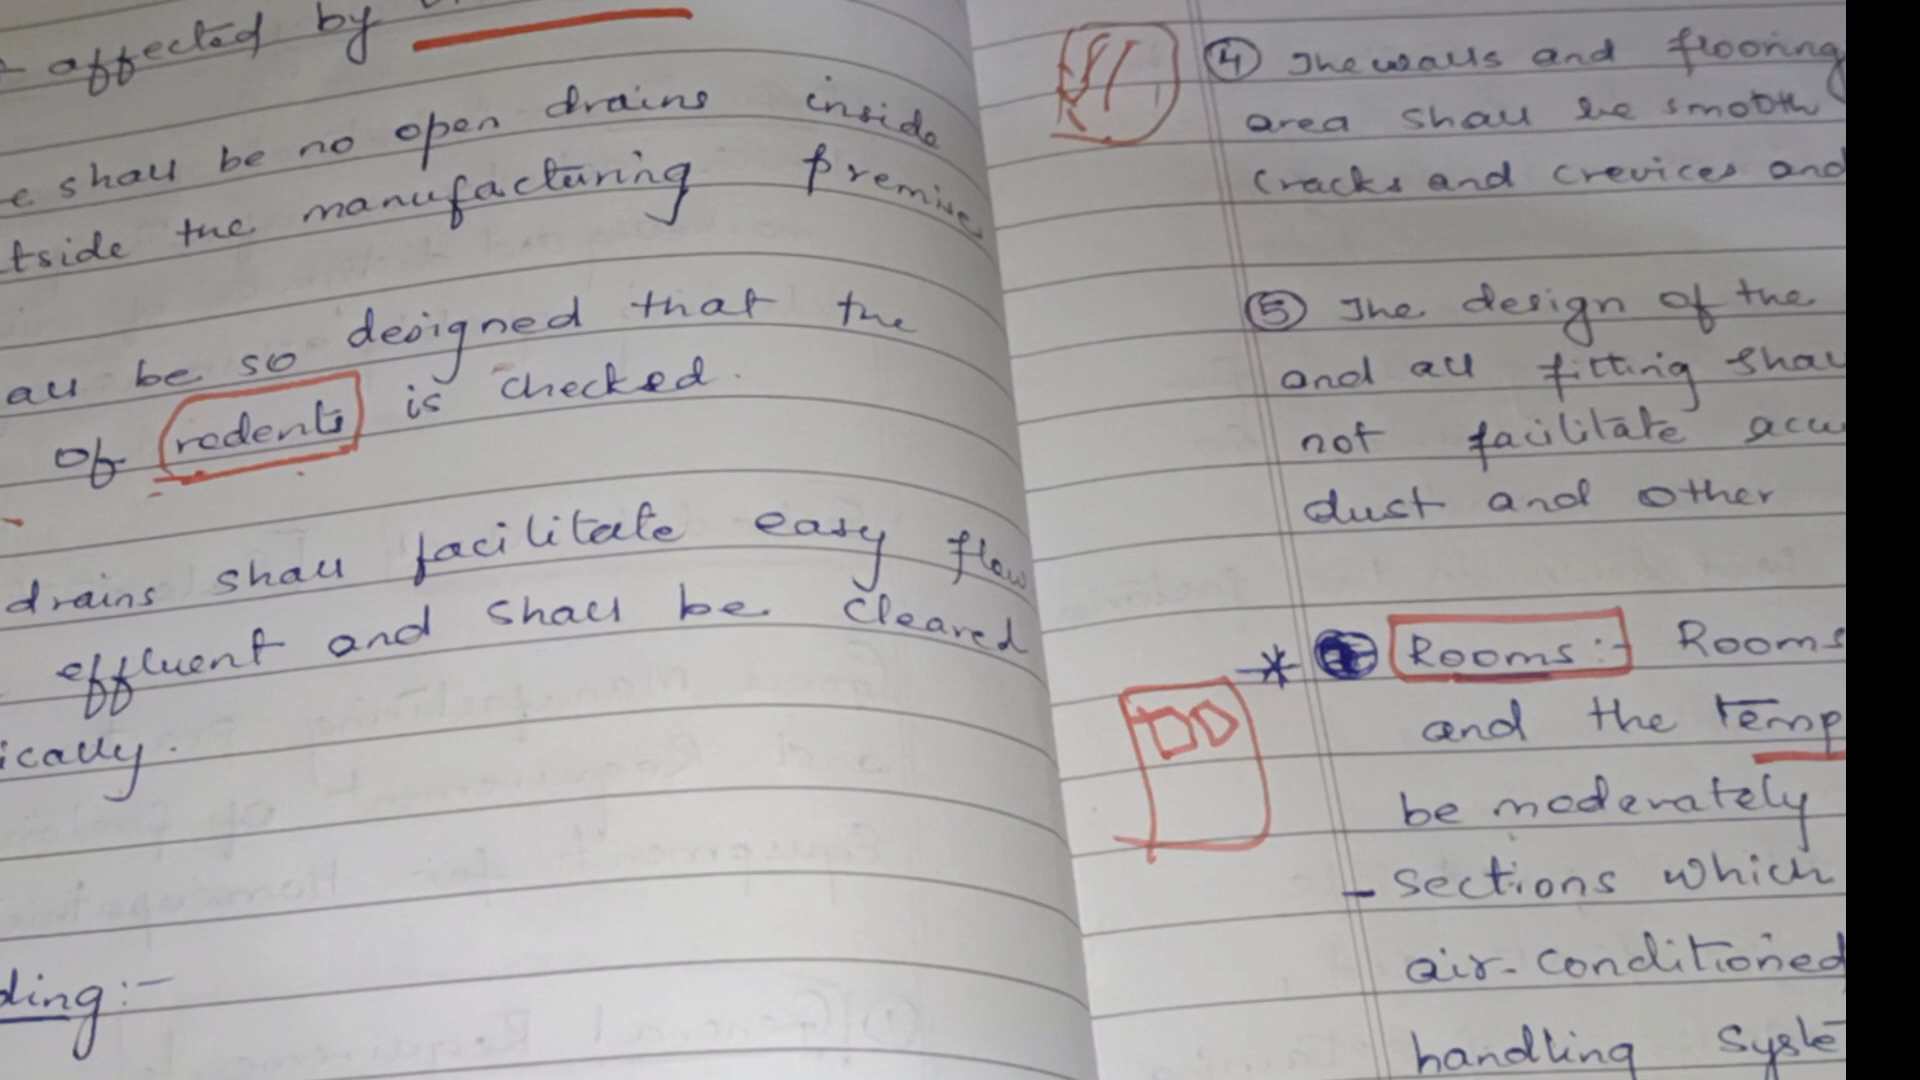 affected by
e shall be no open drains inside
tside the manufacturing premise
all be so designed that the
of rodents is checked.
drains shall facilitate easy flow
effluent and shall be cleared
ically.
ding:-
④ The walls and flooring
area shall be smooth
cracks and crevices and
⑤ The design of the
and all fitting shal
not facilitate accu
dust and other
* Rooms:- Rooms
and the temp
be moderately
- sections which
air-conditioned
handling syste